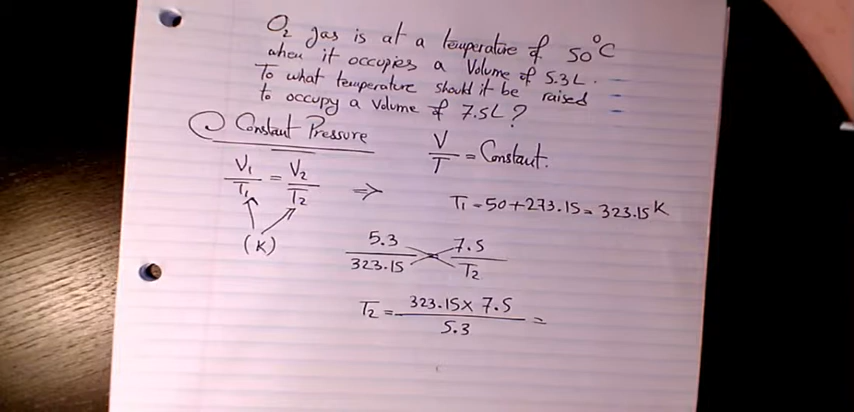 O₂ gas is at a temperature of 50°C
when it occupies a Volume of 5.3L.
To what temperature should it be raised
to occupy a Volume of 7.5L?
@ Constant Pressure
V/T = Constant.
V₁/T₁ = V₂/T₂ ⇒
T₁ = 50+273.15 = 323.15 K
(K)
5.3/323.15 7.5/T₂
T₂ = 323.15 × 7.5 / 5.3 =